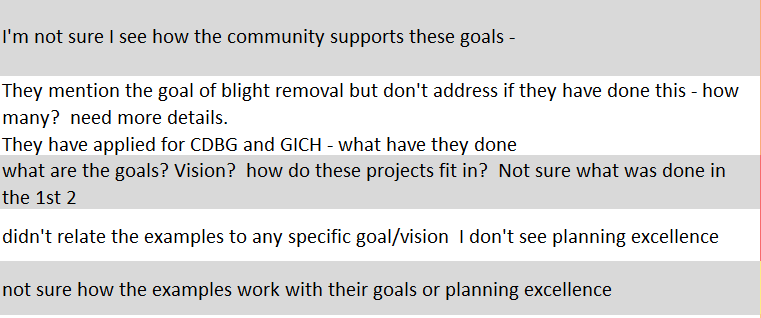 I'm not sure I see how the community supports these goals -
They mention the goal of blight removal but don't address if they have done this - how
many?  need more details.
They have applied for CDBG and GICH - what have they done
what are the goals? Vision?  how do these projects fit in?  Not sure what was done in
the 1st 2
didn't relate the examples to any specific goal/vision  I don't see planning excellence
not sure how the examples work with their goals or planning excellence